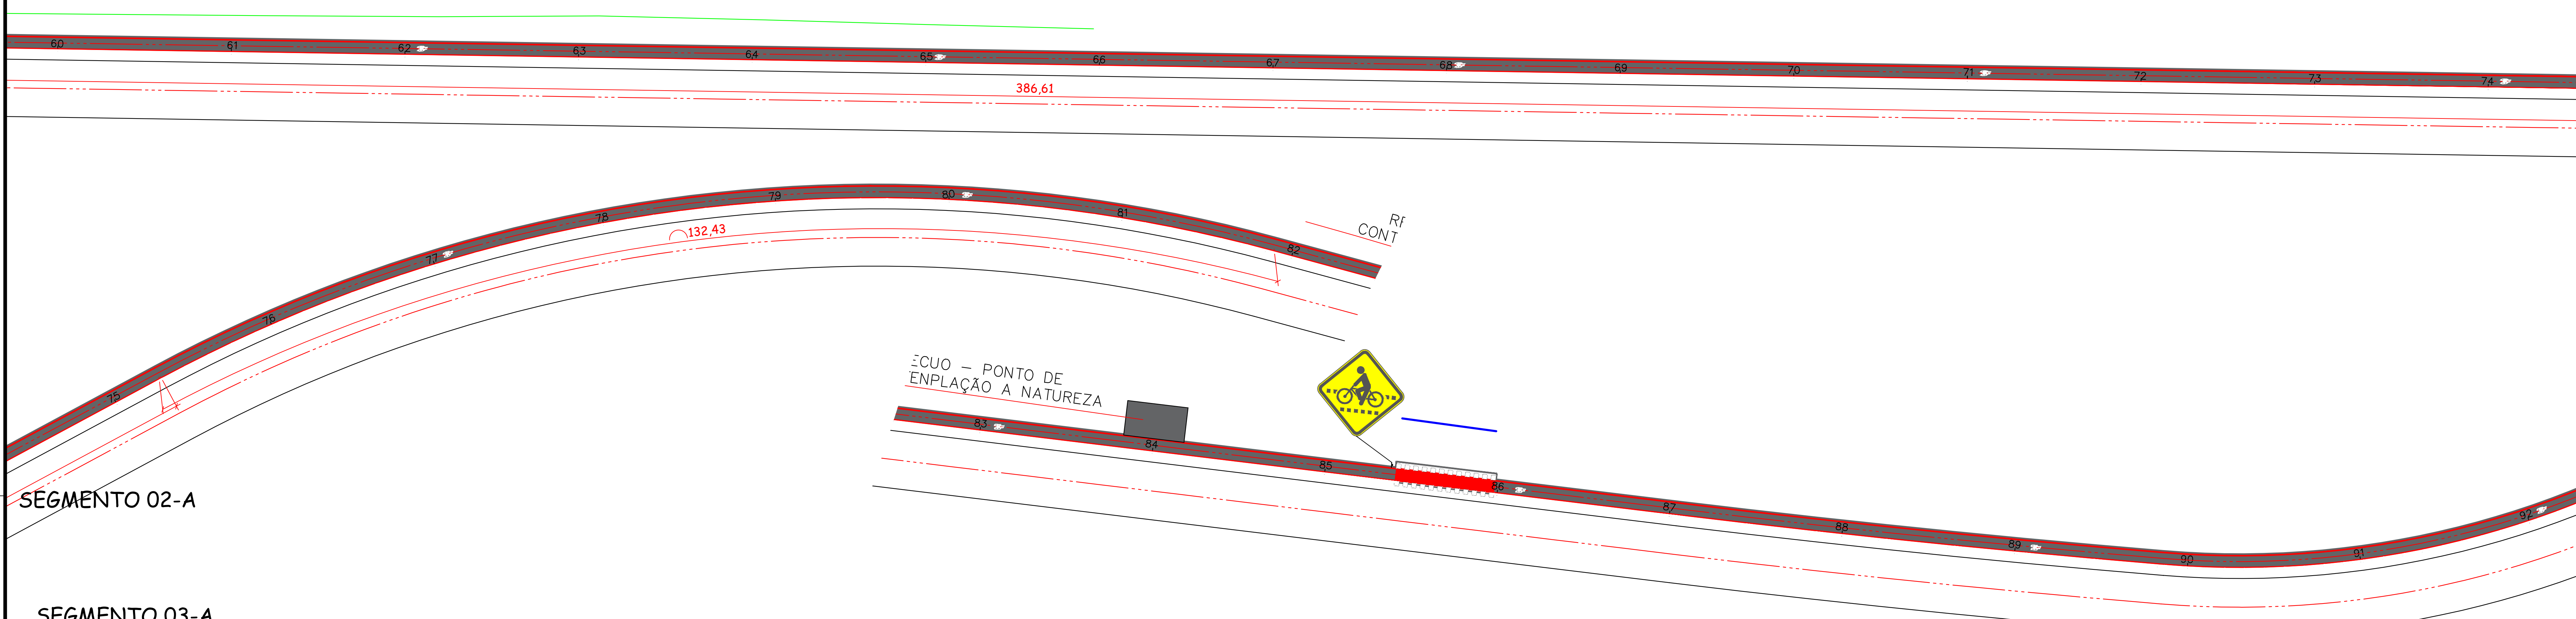 60 61 62 63 64 65 66 67 68 69 70 71 72 73 74
386,61
75 76 77 78 79 80 81 82
132,43
CONT
ECUO – PONTO DE
ENPLAÇÃO A NATUREZA
83 84 85 86 87 88 89 90 91 92
SEGMENTO 02-A
SEGMENTO 03-A